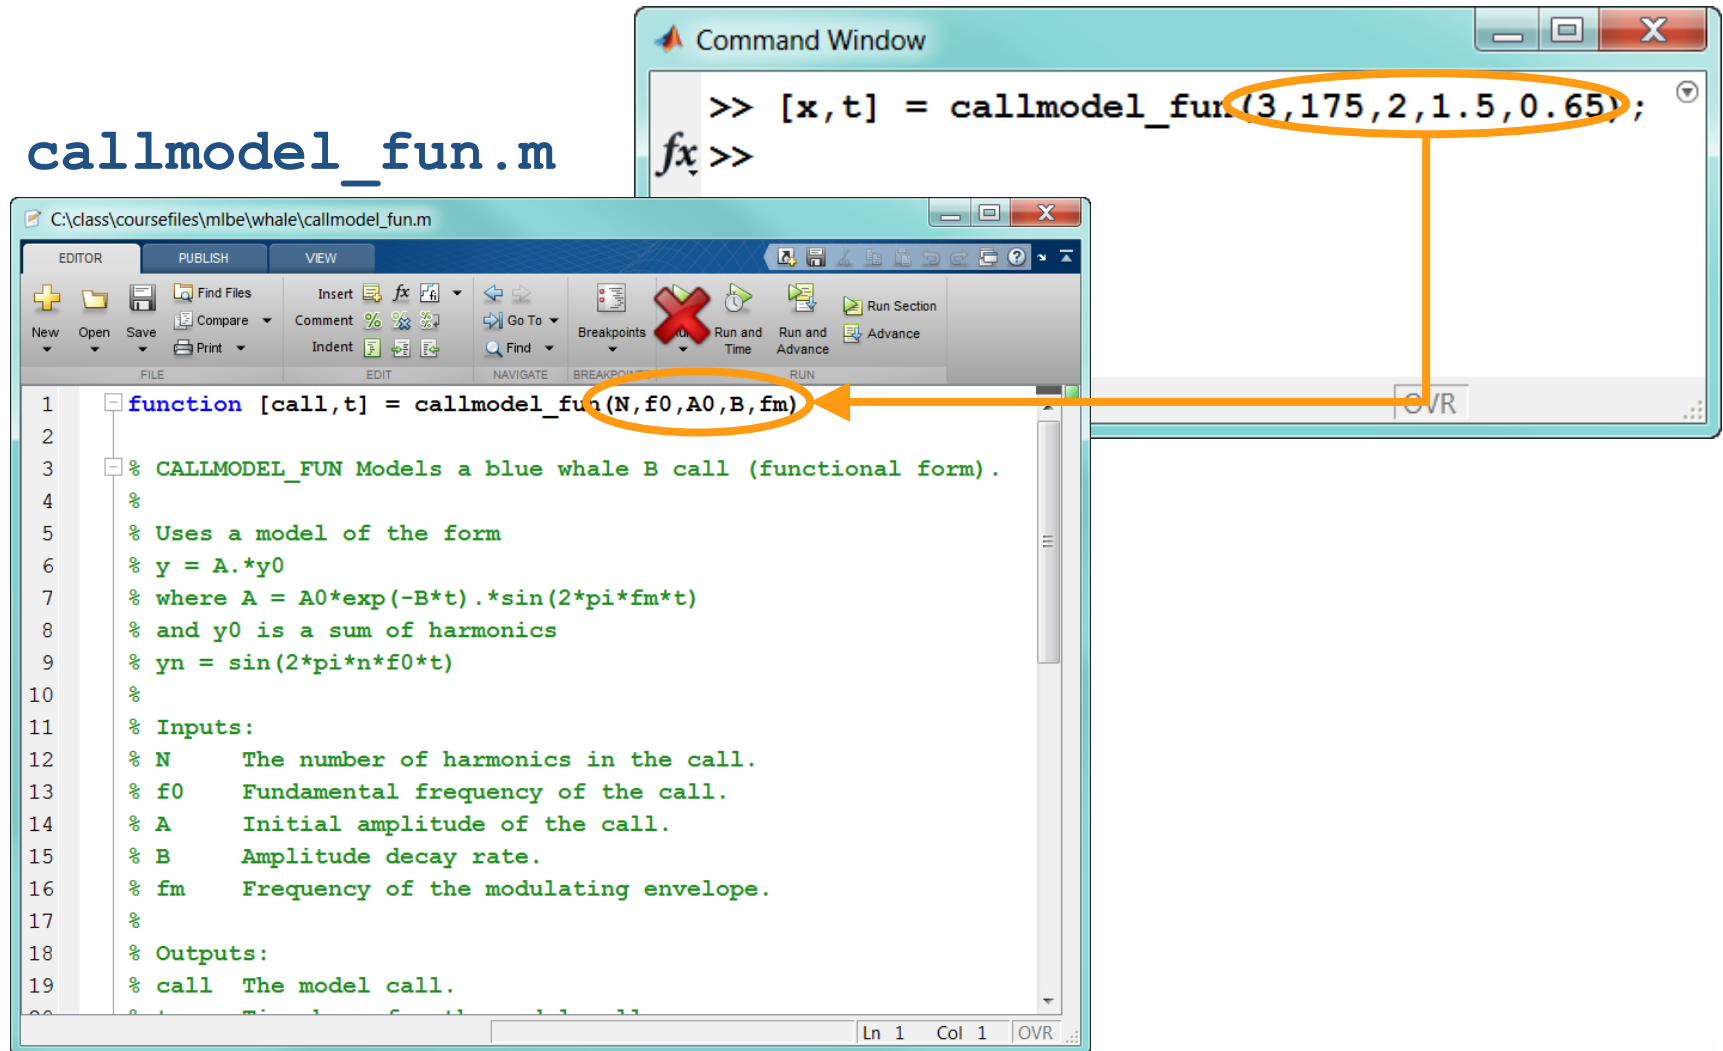 Command Window
>> [x,t] = callmodel_fun(3,175,2,1.5,0.65);
fx >>
OVR
callmodel_fun.m
C:\class\coursefiles\mlbe\whale\callmodel_fun.m
EDITOR PUBLISH VIEW
New Open Save Find Files Compare Print
FILE
Insert fx fi
Comment
Indent
EDIT
Go To
Find
NAVIGATE
Breakpoints
BREAKPOINTS
Run and Time
Run and Advance
Run Section
Advance
RUN
1 function [call,t] = callmodel_fun(N,f0,A0,B,fm)
2
3 % CALLMODEL_FUN Models a blue whale B call (functional form).
4 %
5 % Uses a model of the form
6 % y = A.*y0
7 % where A = A0*exp(-B*t).*sin(2*pi*fm*t)
8 % and y0 is a sum of harmonics
9 % yn = sin(2*pi*n*f0*t)
10 %
11 % Inputs:
12 % N The number of harmonics in the call.
13 % f0 Fundamental frequency of the call.
14 % A Initial amplitude of the call.
15 % B Amplitude decay rate.
16 % fm Frequency of the modulating envelope.
17 %
18 % Outputs:
19 % call The model call.
Ln 1 Col 1 OVR